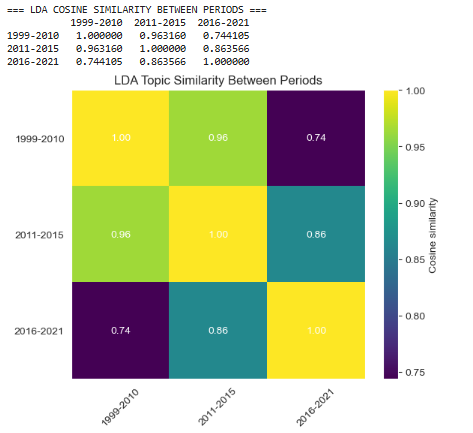 === LDA COSINE SIMILARITY BETWEEN PERIODS ===
1999-2010 2011-2015 2016-2021
1999-2010 1.000000 0.963160 0.744105
2011-2015 0.963160 1.000000 0.863566
2016-2021 0.744105 0.863566 1.000000
LDA Topic Similarity Between Periods
1999-2010 1.00 0.96 0.74
2011-2015 0.96 1.00 0.86
2016-2021 0.74 0.86 1.00
1999-2010 2011-2015 2016-2021
1.00
0.95
0.90
0.85
0.80
0.75
Cosine similarity